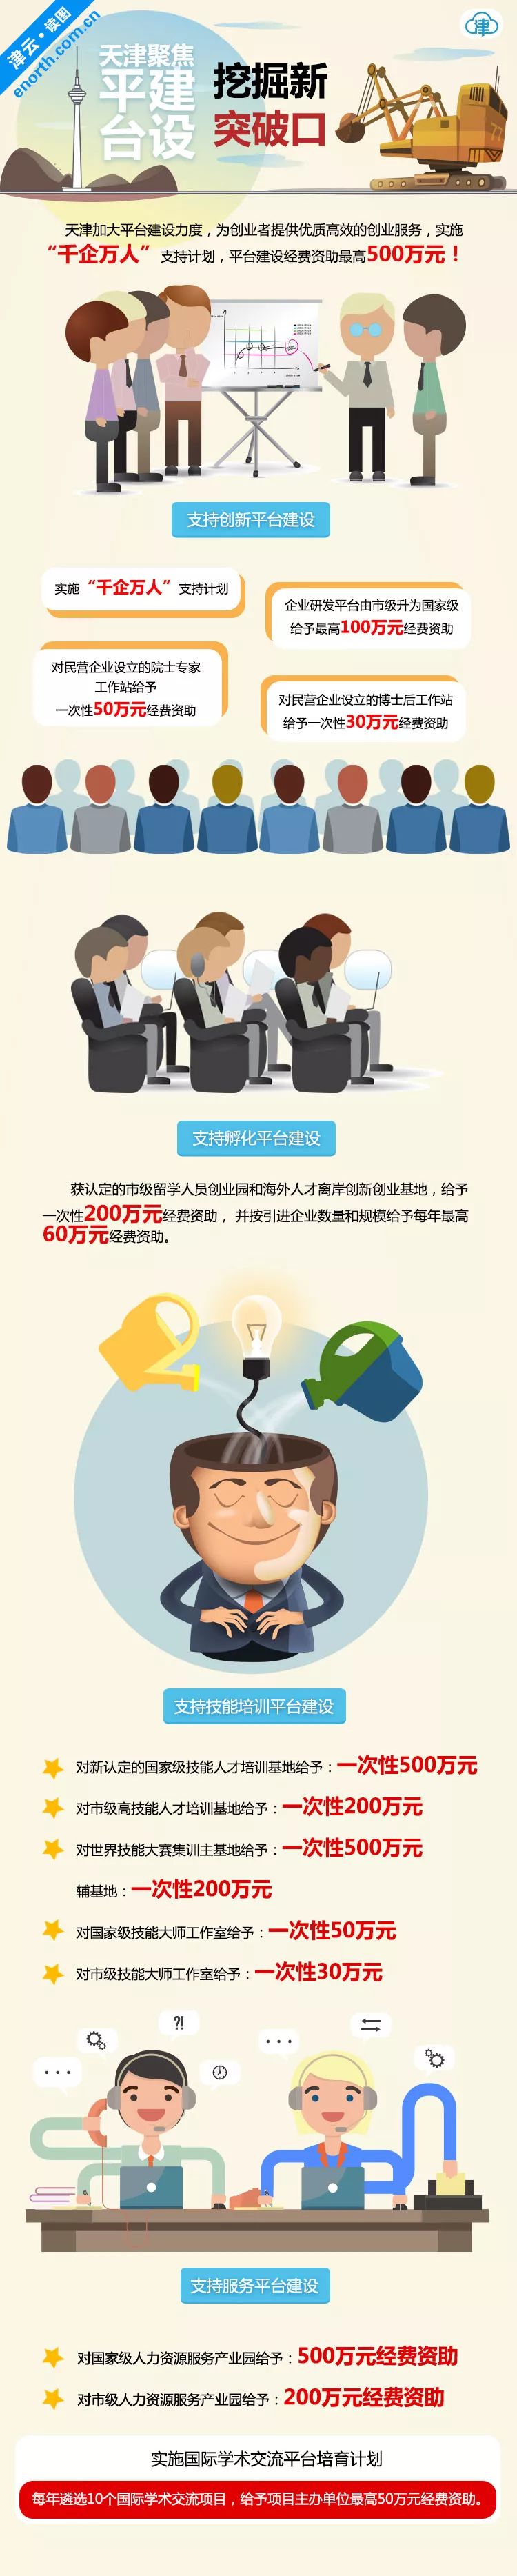 津云·读图
enorth.com.cn
津
天津聚焦
平建
台设
挖掘新
突破口
天津加大平台建设力度，为创业者提供优质高效的创业服务，实施
“千企万人”支持计划，平台建设经费资助最高500万元！
支持创新平台建设
实施“千企万人”支持计划
企业研发平台由市级升为国家级
给予最高100万元经费资助
对民营企业设立的院士专家
工作站给予
一次性50万元经费资助
对民营企业设立的博士后工作站
给予一次性30万元经费资助
支持孵化平台建设
获认定的市级留学人员创业园和海外人才离岸创新创业基地，给予
一次性200万元经费资助，并按引进企业数量和规模给予每年最高
60万元经费资助。
支持技能培训平台建设
对新认定的国家级技能人才培训基地给予：一次性500万元
对市级高技能人才培训基地给予：一次性200万元
对世界技能大赛集训主基地给予：一次性500万元
辅基地：一次性200万元
对国家级技能大师工作室给予：一次性50万元
对市级技能大师工作室给予：一次性30万元
?!
支持服务平台建设
对国家级人力资源服务产业园给予：500万元经费资助
对市级人力资源服务产业园给予：200万元经费资助
实施国际学术交流平台培育计划
每年遴选10个国际学术交流项目，给予项目主办单位最高50万元经费资助。